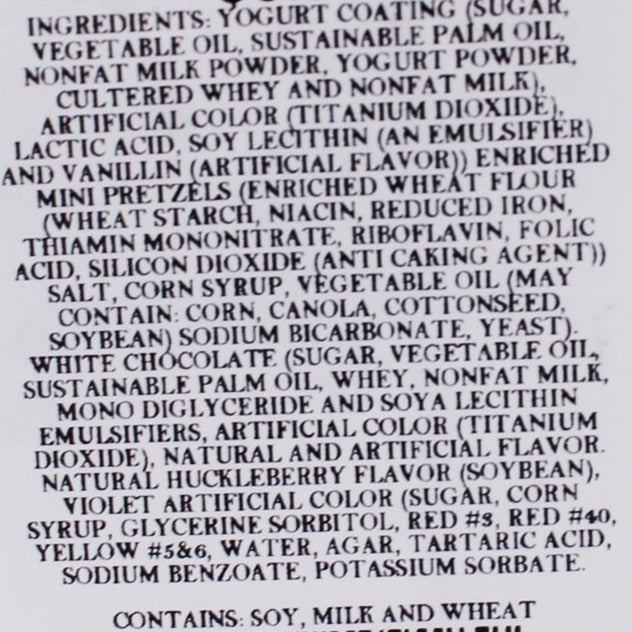 INGREDIENTS: YOGURT COATING (SUGAR,
VEGETABLE OIL, SUSTAINABLE PALM OIL,
NONFAT MILK POWDER, YOGURT POWDER,
CULTERED WHEY AND NONFAT MILK),
ARTIFICIAL COLOR (TITANIUM DIOXIDE),
LACTIC ACID, SOY LECITHIN (AN EMULSIFIER)
AND VANILLIN (ARTIFICIAL FLAVOR)) ENRICHED
MINI PRETZELS (ENRICHED WHEAT FLOUR
(WHEAT STARCH, NIACIN, REDUCED IRON,
THIAMIN MONONITRATE, RIBOFLAVIN, FOLIC
ACID, SILICON DIOXIDE (ANTI CAKING AGENT))
SALT, CORN SYRUP, VEGETABLE OIL (MAY
CONTAIN: CORN, CANOLA, COTTONSEED,
SOYBEAN) SODIUM BICARBONATE, YEAST).
WHITE CHOCOLATE (SUGAR, VEGETABLE OIL,
SUSTAINABLE PALM OIL, WHEY, NONFAT MILK,
MONO DIGLYCERIDE AND SOYA LECITHIN
EMULSIFIERS, ARTIFICIAL COLOR (TITANIUM
DIOXIDE), NATURAL AND ARTIFICIAL FLAVOR.
NATURAL HUCKLEBERRY FLAVOR (SOYBEAN),
VIOLET ARTIFICIAL COLOR (SUGAR, CORN
SYRUP, GLYCERINE SORBITOL, RED #3, RED #40,
YELLOW #5&6, WATER, AGAR, TARTARIC ACID,
SODIUM BENZOATE, POTASSIUM SORBATE.
CONTAINS: SOY, MILK AND WHEAT